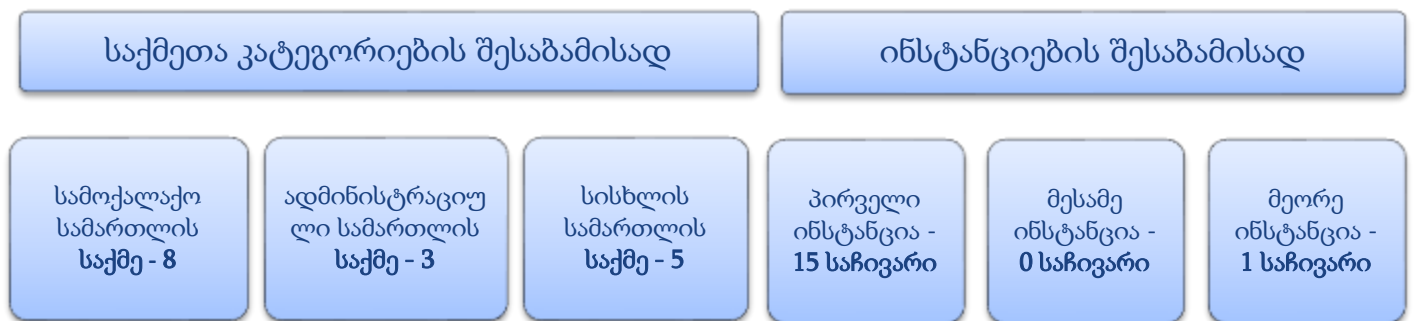 საქმეთა კატეგორიების შესაბამისად
ინსტანციების შესაბამისად
სამოქალაქო
სამართლის
საქმე - 8
ადმინისტრაციუ
ლი სამართლის
საქმე - 3
სისხლის
სამართლის
საქმე - 5
პირველი
ინსტანცია -
15 საჩივარი
მესამე
ინსტანცია -
0 საჩივარი
მეორე
ინსტანცია -
1 საჩივარი